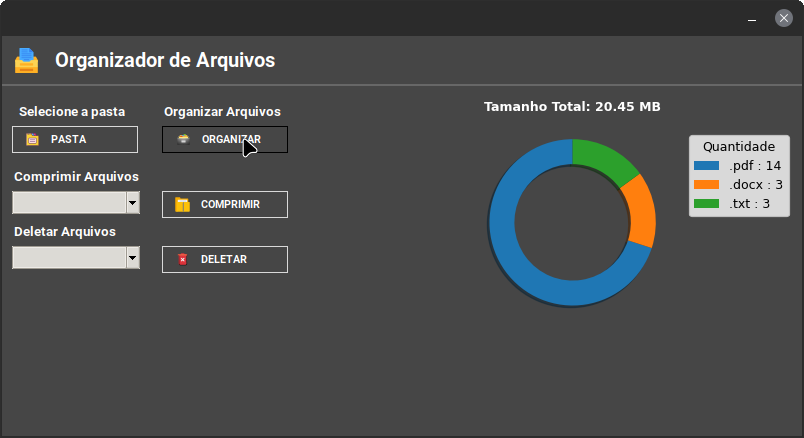 Organizador de Arquivos
Selecione a pasta
Organizar Arquivos
PASTA
ORGANIZAR
Comprimir Arquivos
COMPRIMIR
Deletar Arquivos
DELETAR
Tamanho Total: 20.45 MB
Quantidade
.pdf : 14
.docx : 3
.txt : 3